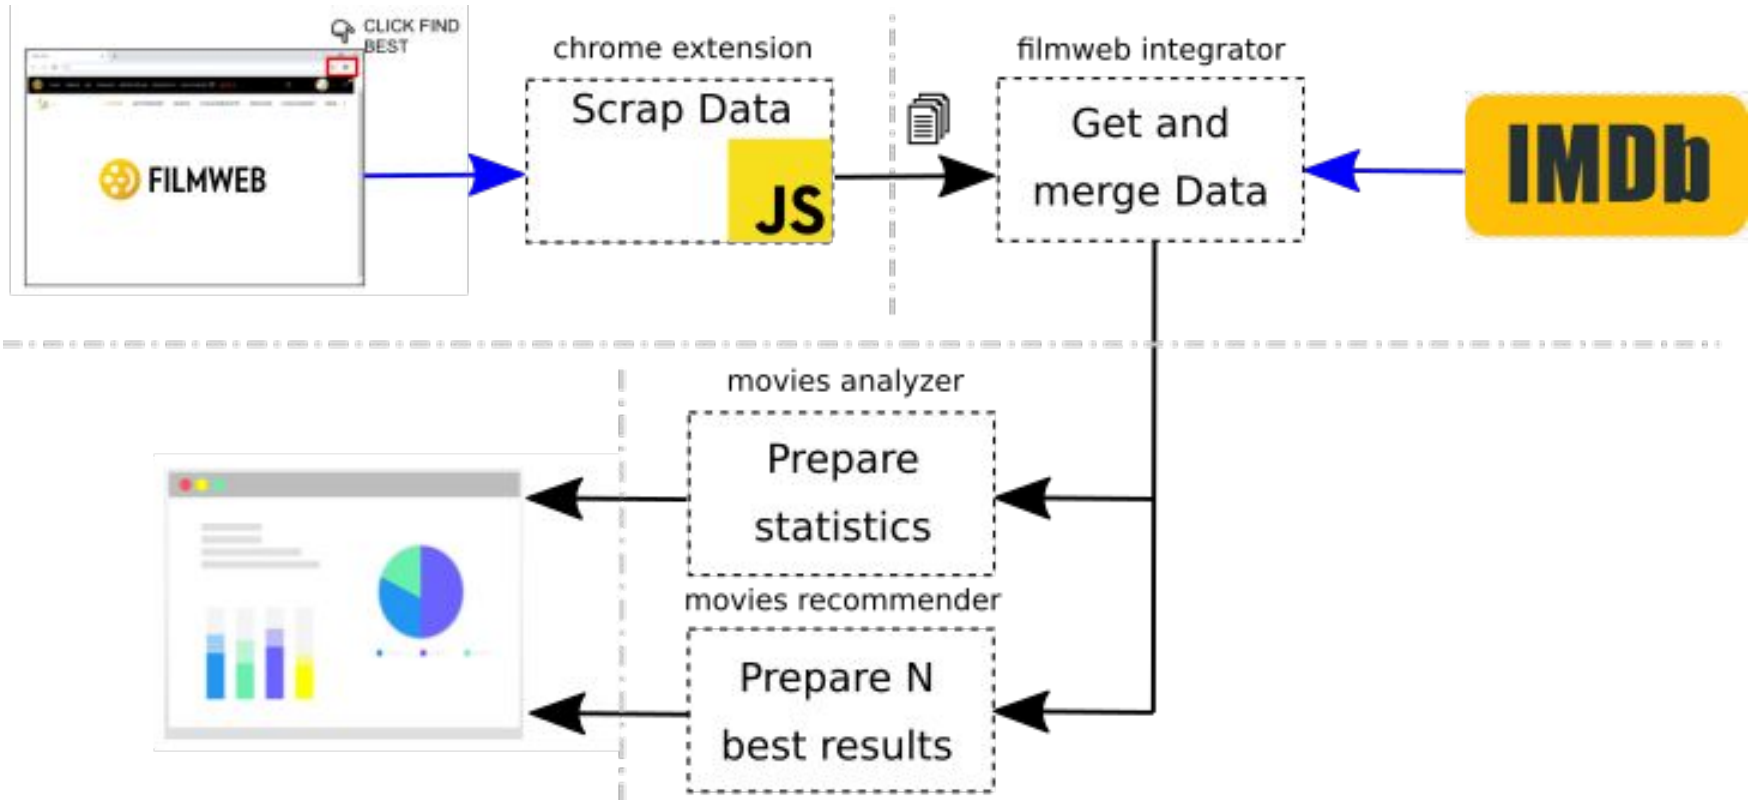 CLICK FIND
BEST
FILMWEB
chrome extension
Scrap Data
JS
filmweb integrator
Get and
merge Data
IMDb
movies analyzer
Prepare
statistics
movies recommender
Prepare N
best results